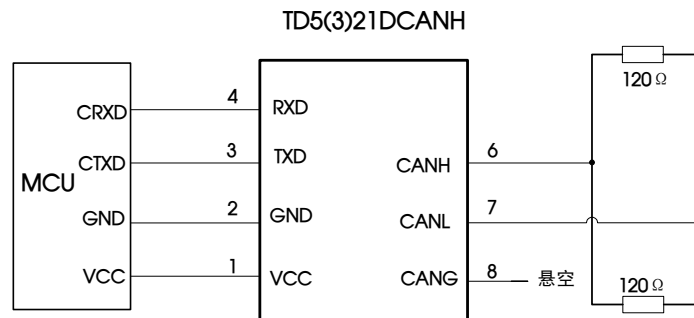 TD5(3)21DCANH
120Ω
CRXD 4 RXD
CTXD 3 TXD
CANH 6
MCU
GND 2 GND
CANL 7
VCC 1 VCC
CANG 8 悬空
120Ω